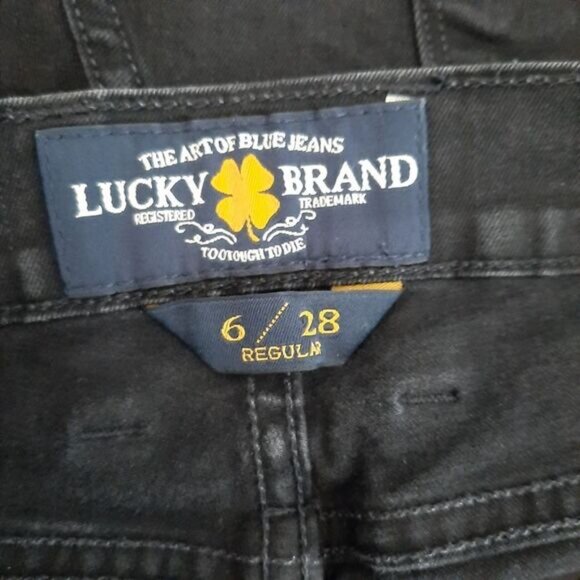 THE ART OF BLUE JEANS
LUCKY BRAND
REGISTERED TRADEMARK
TOO TOUGH TO DIE
6 / 28
REGULAR